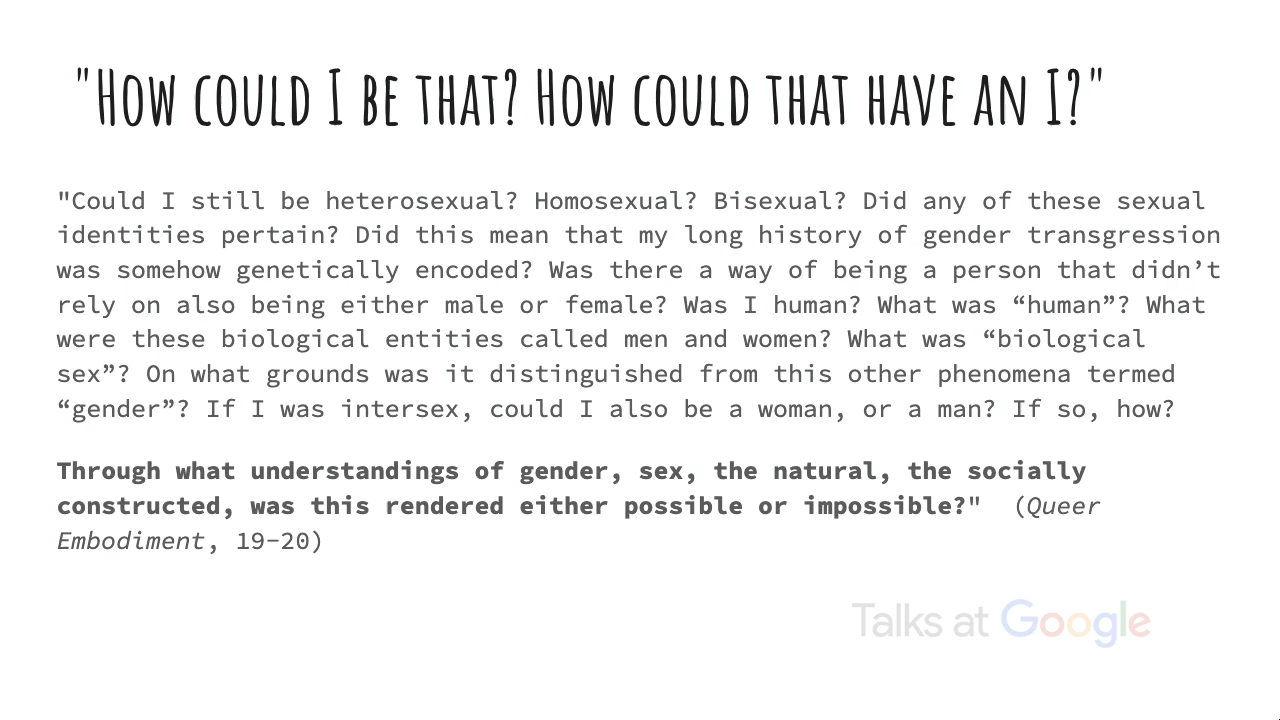 "How could I be that? How could that have an I?"
"Could I still be heterosexual? Homosexual? Bisexual? Did any of these sexual
identities pertain? Did this mean that my long history of gender transgression
was somehow genetically encoded? Was there a way of being a person that didn’t
rely on also being either male or female? Was I human? What was “human”? What
were these biological entities called men and women? What was “biological
sex”? On what grounds was it distinguished from this other phenomena termed
“gender”? If I was intersex, could I also be a woman, or a man? If so, how?
Through what understandings of gender, sex, the natural, the socially
constructed, was this rendered either possible or impossible?" (Queer
Embodiment, 19–20)
Talks at Google